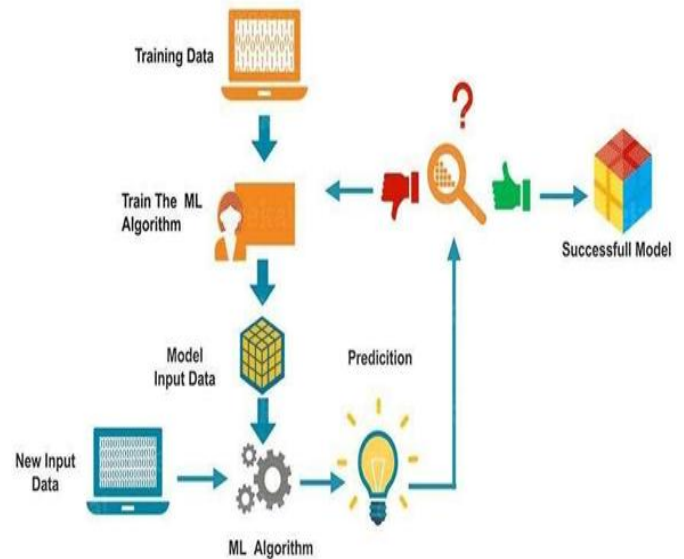 Training Data
Train The ML
Algorithm
?
Successfull Model
Model
Input Data
Predicition
New Input
Data
ML Algorithm